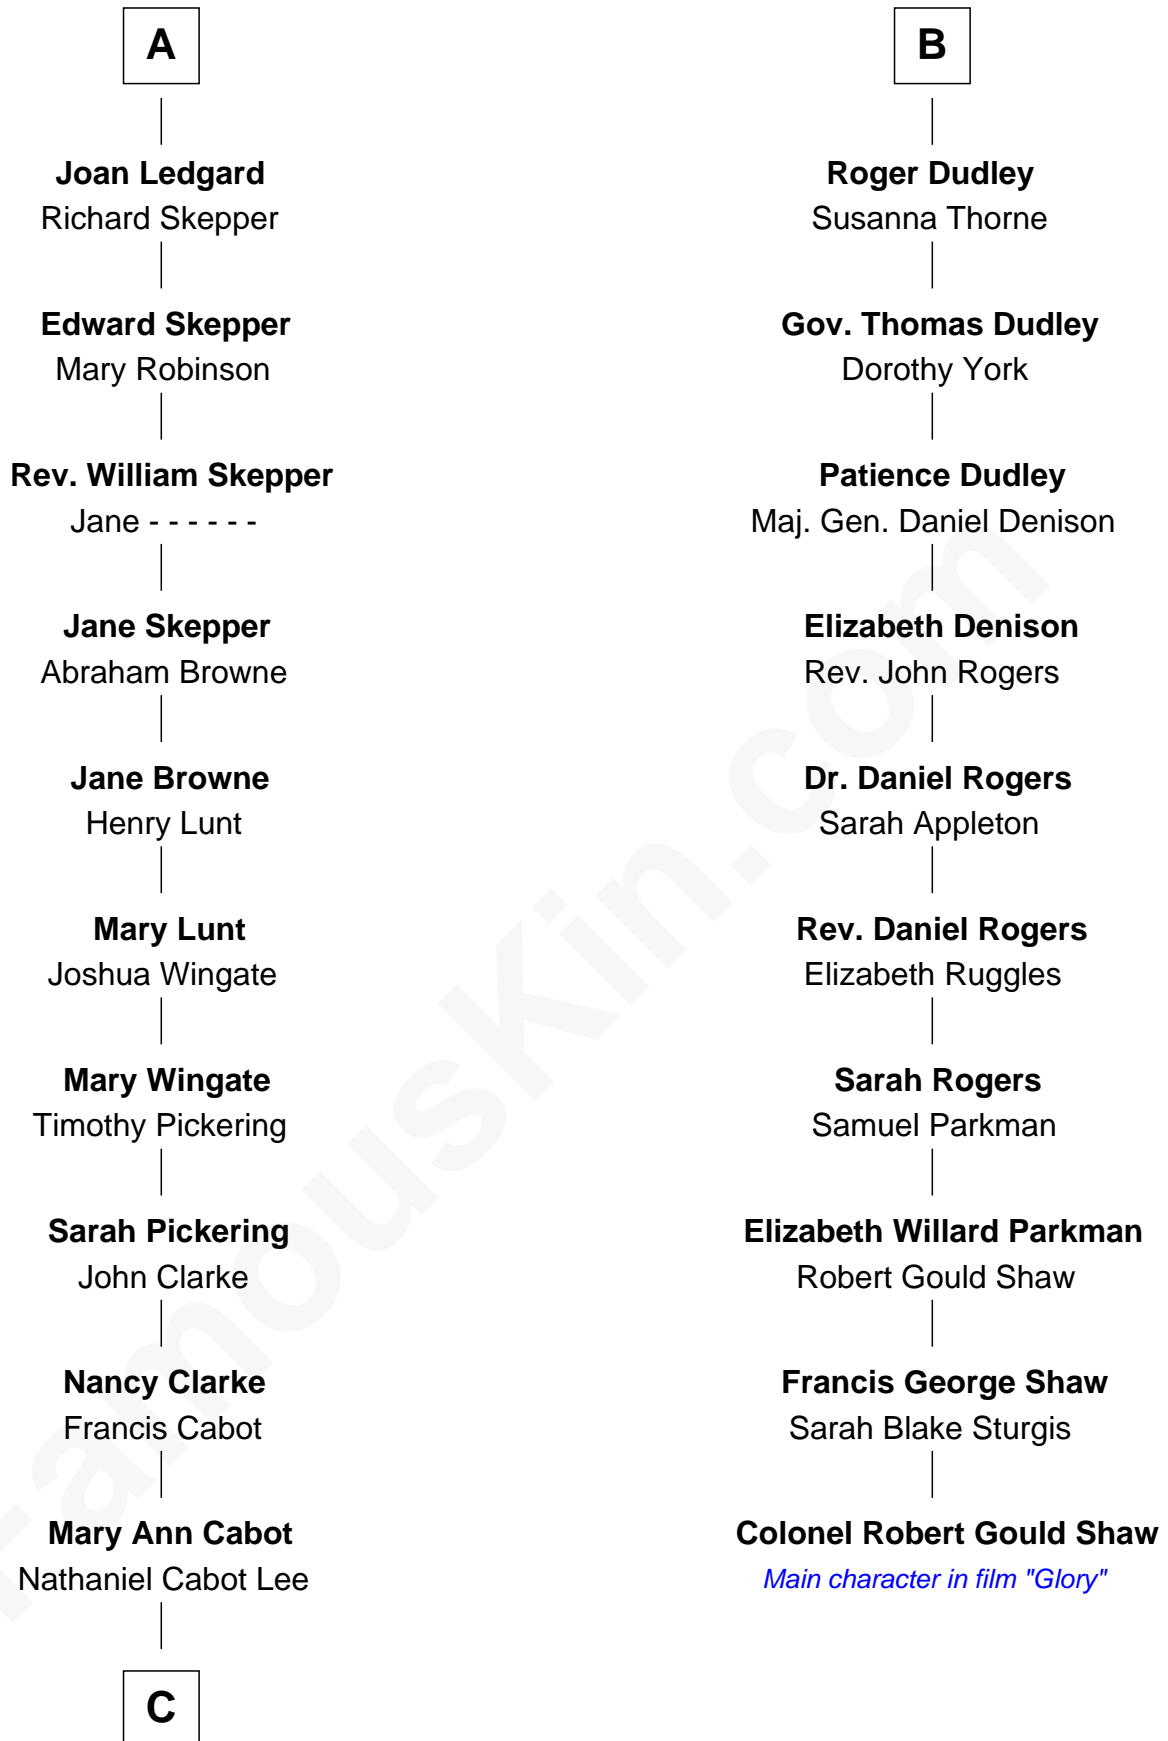 A
Joan Ledgard
Richard Skepper
Edward Skepper
Mary Robinson
Rev. William Skepper
Jane - - - - - -
Jane Skepper
Abraham Browne
Jane Browne
Henry Lunt
Mary Lunt
Joshua Wingate
Mary Wingate
Timothy Pickering
Sarah Pickering
John Clarke
Nancy Clarke
Francis Cabot
Mary Ann Cabot
Nathaniel Cabot Lee
C
B
Roger Dudley
Susanna Thorne
Gov. Thomas Dudley
Dorothy York
Patience Dudley
Maj. Gen. Daniel Denison
Elizabeth Denison
Rev. John Rogers
Dr. Daniel Rogers
Sarah Appleton
Rev. Daniel Rogers
Elizabeth Ruggles
Sarah Rogers
Samuel Parkman
Elizabeth Willard Parkman
Robert Gould Shaw
Francis George Shaw
Sarah Blake Sturgis
Colonel Robert Gould Shaw
Main character in film "Glory"
FamousKin.com